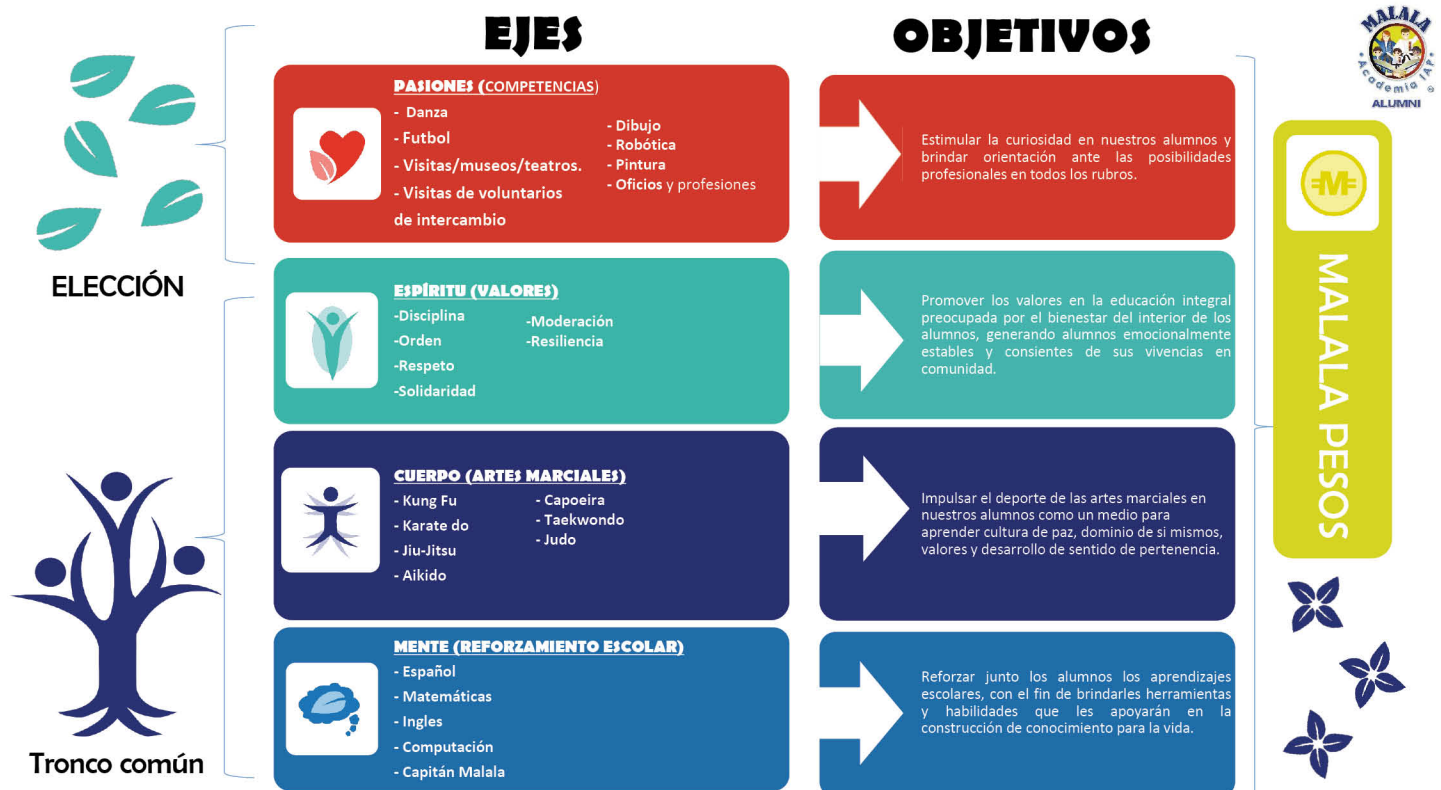 EJES
OBJETIVOS
MALALA
Academia IAP
ALUMNI
ELECCIÓN
PASIONES (COMPETENCIAS)
- Danza
- Futbol
- Visitas/museos/teatros.
- Visitas de voluntarios
de intercambio
- Dibujo
- Robótica
- Pintura
- Oficios y profesiones
Estimular la curiosidad en nuestros alumnos y
brindar orientación ante las posibilidades
profesionales en todos los rubros.
ESPÍRITU (VALORES)
-Disciplina
-Orden
-Respeto
-Solidaridad
-Moderación
-Resiliencia
Promover los valores en la educación integral
preocupada por el bienestar del interior de los
alumnos, generando alumnos emocionalmente
estables y consientes de sus vivencias en
comunidad.
Tronco común
CUERPO (ARTES MARCIALES)
- Kung Fu
- Karate do
- Jiu-Jitsu
- Aikido
- Capoeira
- Taekwondo
- Judo
Impulsar el deporte de las artes marciales en
nuestros alumnos como un medio para
aprender cultura de paz, dominio de si mismos,
valores y desarrollo de sentido de pertenencia.
MENTE (REFORZAMIENTO ESCOLAR)
- Español
- Matemáticas
- Ingles
- Computación
- Capitán Malala
Reforzar junto los alumnos los aprendizajes
escolares, con el fin de brindarles herramientas
y habilidades que les apoyarán en la
construcción de conocimiento para la vida.
M
MALALA PESOS